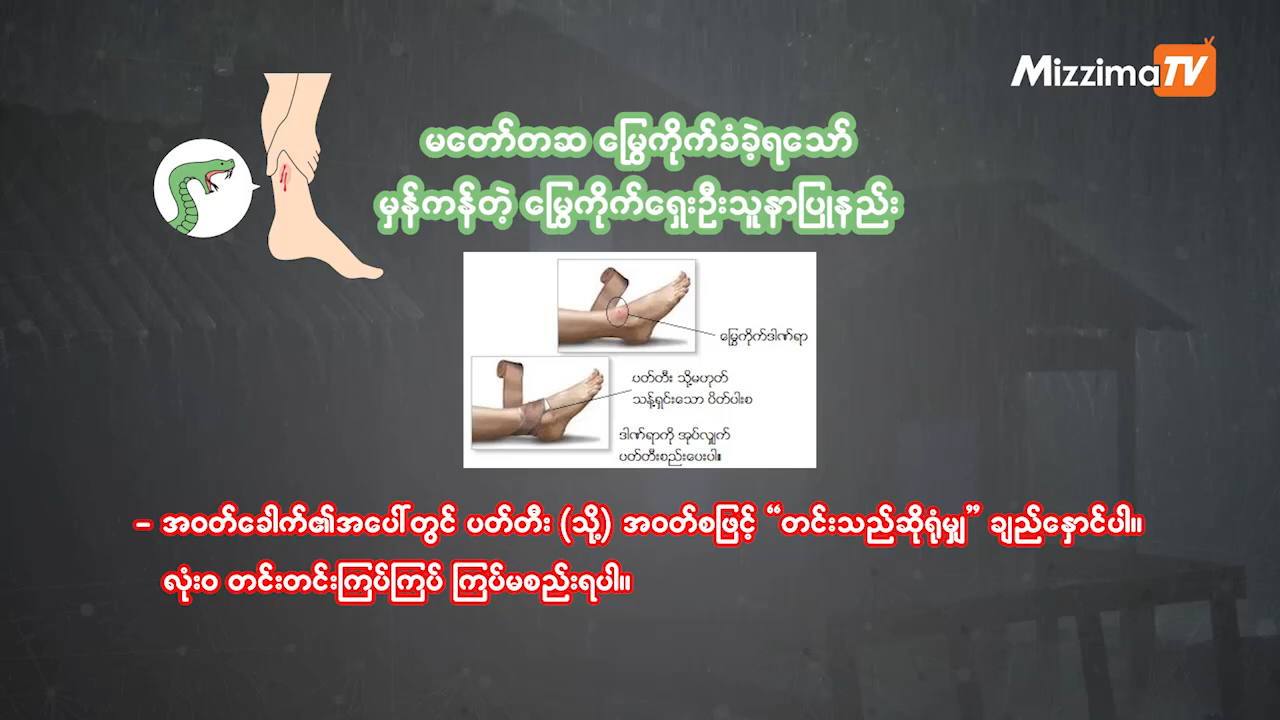 MizzimaTV
မတော်တဆ မြွေကိုက်ခံခဲ့ရသော်
မှန်ကန်တဲ့ မြွေကိုက်ရှေးဦးသူနာပြုနည်း
မြွေကိုက်ဒါဏ်ရာ
ပတ်တီး သို့မဟုတ်
သန့်ရှင်းသော ပိတ်ပါးစ
ဒါဏ်ရာကို အုပ်လျှက်
ပတ်တီးစည်းပေးပါ။
- အဝတ်ခေါက်၏အပေါ်တွင် ပတ်တီး (သို့) အဝတ်စဖြင့် “တင်းသည်ဆိုရုံမျှ” ချည်နှောင်ပါ။
လုံးဝ တင်းတင်းကြပ်ကြပ် ကြပ်မစည်းရပါ။